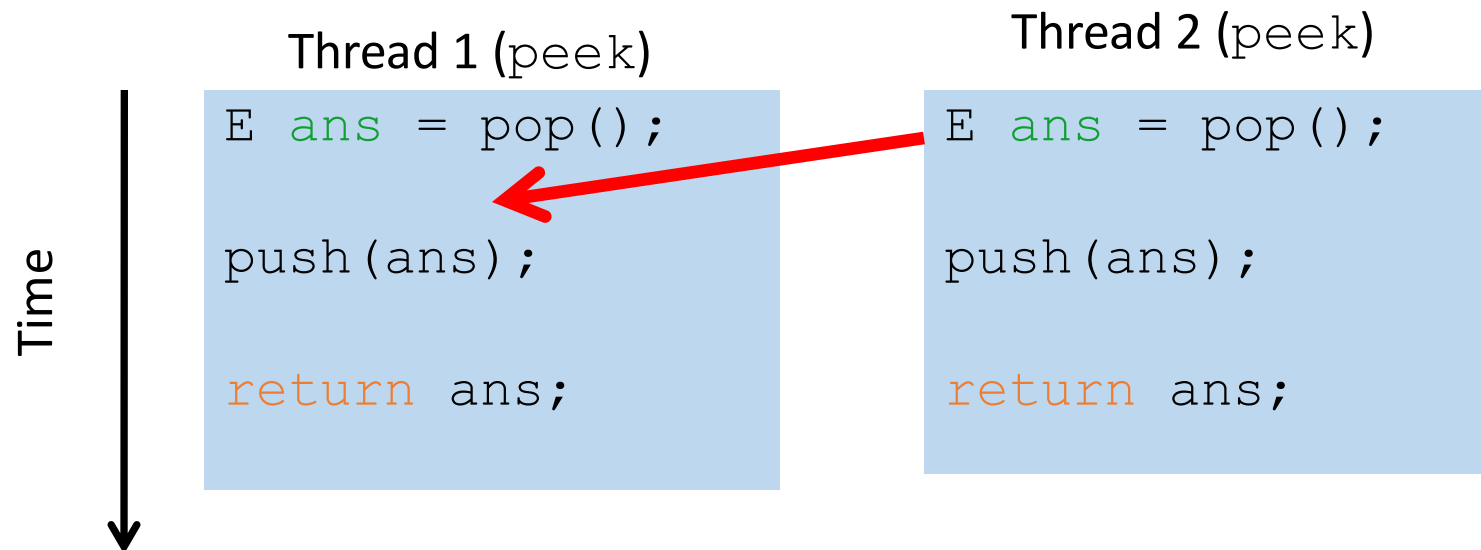 Thread 1 (peek)
E ans = pop();
push(ans);
return ans;
Thread 2 (peek)
E ans = pop();
push(ans);
return ans;
Time